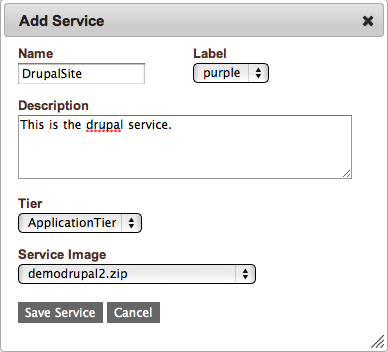 Add Service
Name Label
DrupalSite purple
Description
This is the drupal service.
Tier
ApplicationTier
Service Image
demodrupal2.zip
Save Service Cancel